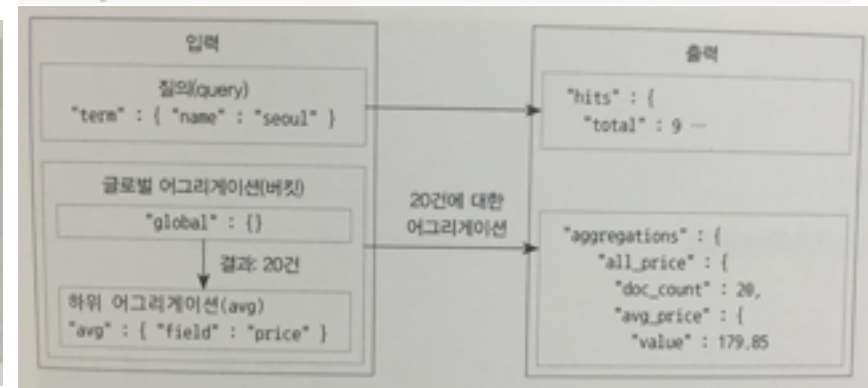 입력
질의(query)
"term" : { "name" : "seoul" }
글로벌 어그리게이션(버킷)
"global" : {}
결과: 20건
하위 어그리게이션(avg)
"avg" : { "field" : "price" }
20건에 대한
어그리게이션
출력
"hits" : {
"total" : 9 …
"aggregations" : {
"all_price" : {
"doc_count" : 20,
"avg_price" : {
"value" : 179.85